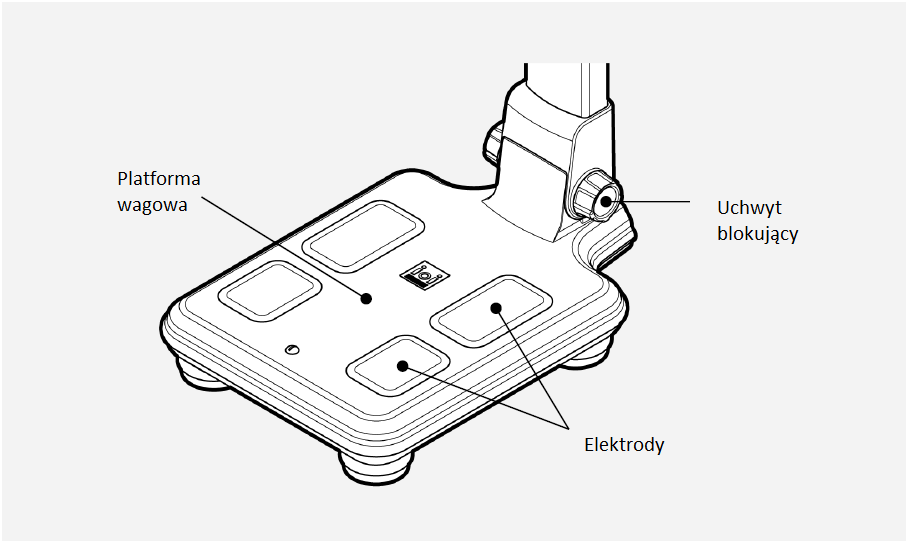 Platforma
wagowa
Uchwyt
blokujący
Elektrody